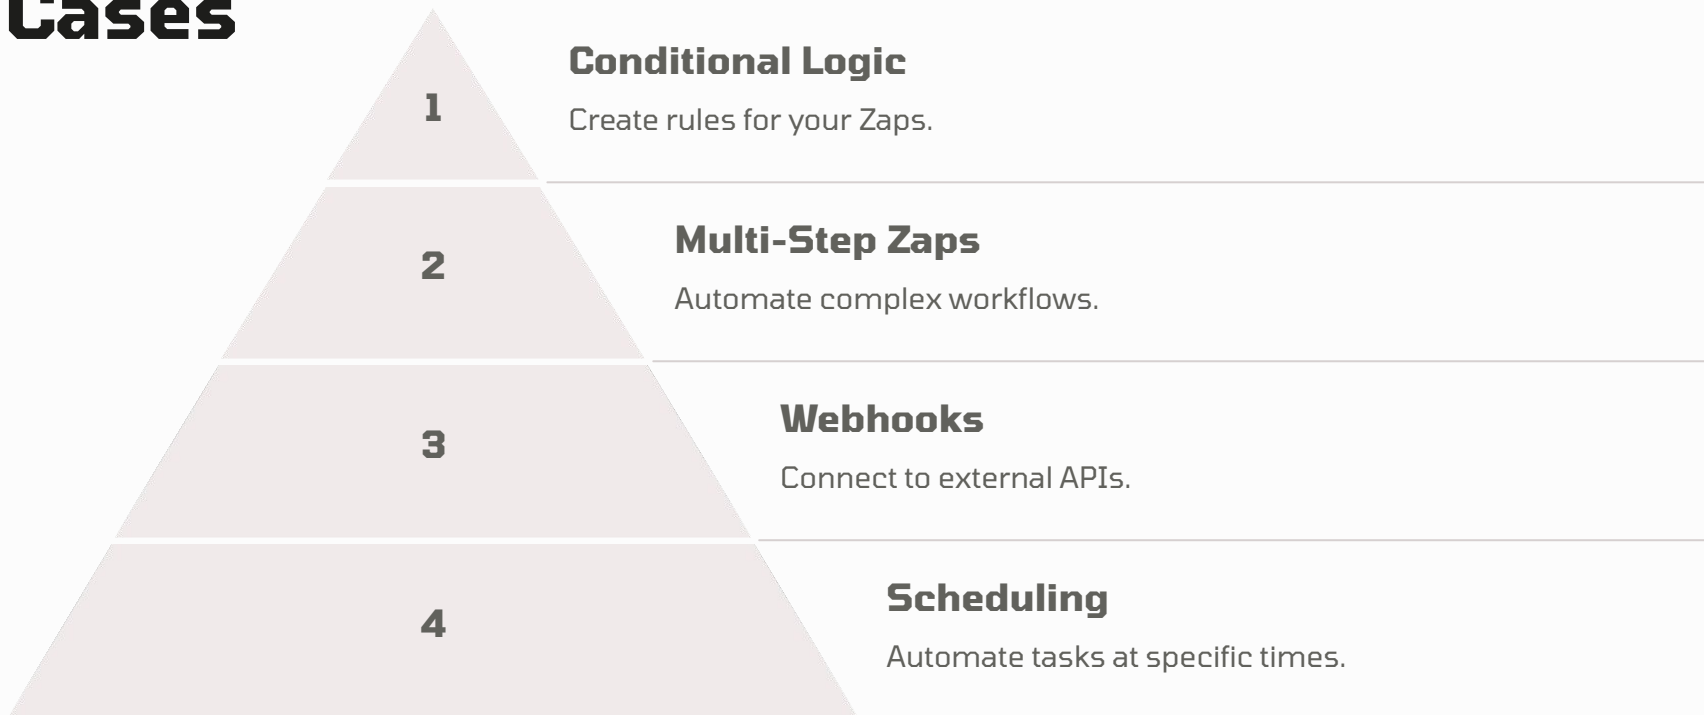 Cases
1
Conditional Logic
Create rules for your Zaps.
2
Multi-Step Zaps
Automate complex workflows.
3
Webhooks
Connect to external APIs.
4
Scheduling
Automate tasks at specific times.